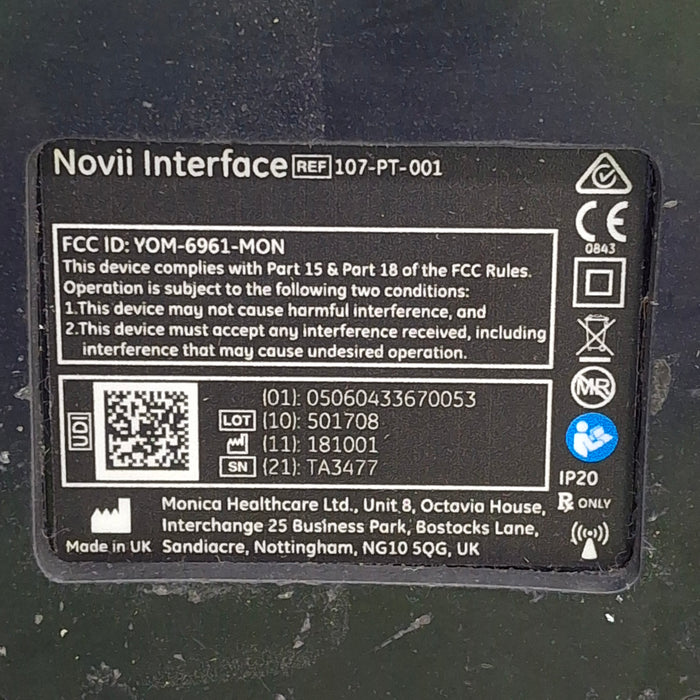 Novii Interface REF 107-PT-001
FCC ID: YOM-6961-MON
This device complies with Part 15 & Part 18 of the FCC Rules.
Operation is subject to the following two conditions:
1.This device may not cause harmful interference, and
2.This device must accept any interference received, including
interference that may cause undesired operation.
CE
0843
UDI
(01): 05060433670053
LOT (10): 501708
(11): 181001
SN (21): TA3477
MR
IP20
Rx ONLY
Monica Healthcare Ltd., Unit 8, Octavia House,
Interchange 25 Business Park, Bostocks Lane,
Made in UK Sandiacre, Nottingham, NG10 5QG, UK